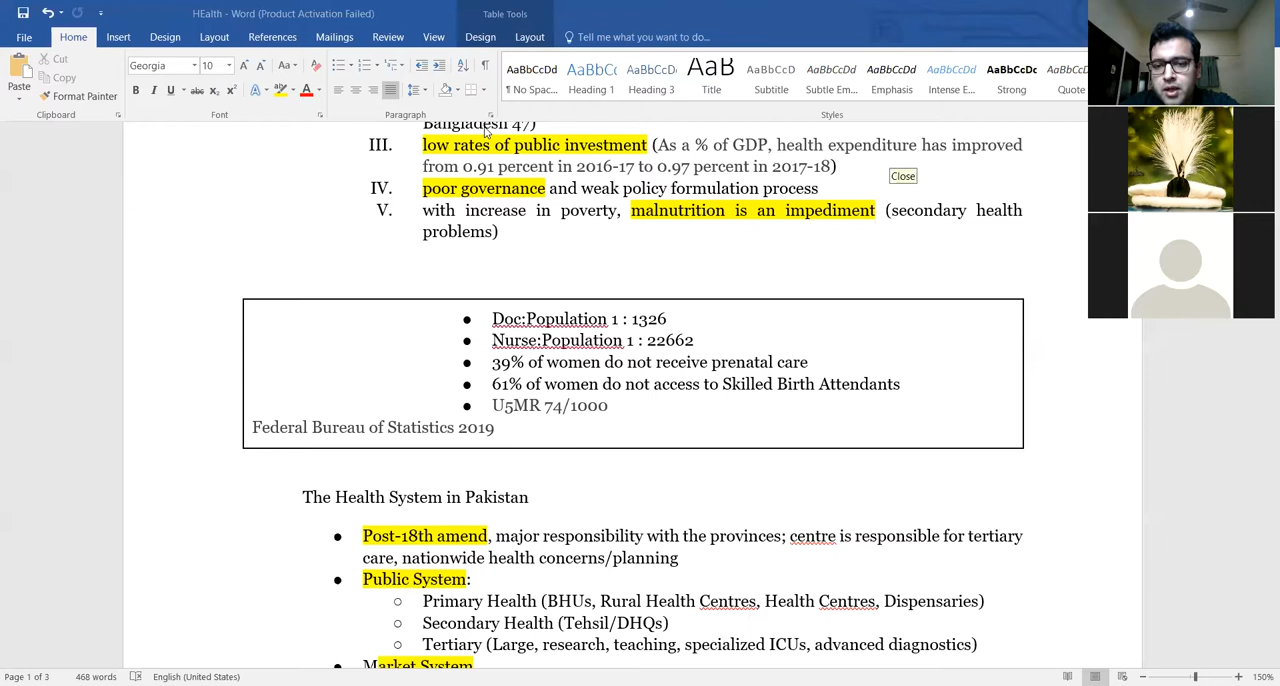 HEalth - Word (Product Activation Failed)
Table Tools
File Home Insert Design Layout References Mailings Review View Design Layout Tell me what you want to do...
Cut
Copy
Paste
Format Painter
Georgia 10
Clipboard Font Paragraph Styles
AaBbCcDd AaBbC AaBbCcDd AaB AaBbCcD AaBbCcDd AaBbCcDd AaBbCcDd AaBbCcDc AaBbCcDd
¶ No Spac... Heading 1 Heading 3 Title Subtitle Subtle Em... Emphasis Intense E... Strong Quote
Bangladesh 47)
III. low rates of public investment (As a % of GDP, health expenditure has improved
from 0.91 percent in 2016-17 to 0.97 percent in 2017-18)
Close
IV. poor governance and weak policy formulation process
V. with increase in poverty, malnutrition is an impediment (secondary health
problems)
● Doc:Population 1 : 1326
● Nurse:Population 1 : 22662
● 39% of women do not receive prenatal care
● 61% of women do not access to Skilled Birth Attendants
● U5MR 74/1000
Federal Bureau of Statistics 2019
The Health System in Pakistan
● Post-18th amend, major responsibility with the provinces; centre is responsible for tertiary
care, nationwide health concerns/planning
● Public System:
○ Primary Health (BHUs, Rural Health Centres, Health Centres, Dispensaries)
○ Secondary Health (Tehsil/DHQs)
○ Tertiary (Large, research, teaching, specialized ICUs, advanced diagnostics)
● Market System
Page 1 of 3 468 words English (United States) 150%